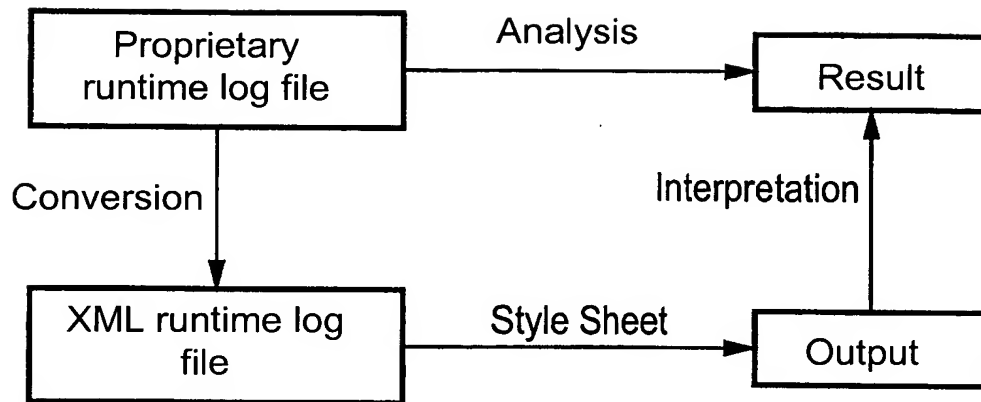 Proprietary
runtime log file
Analysis
Result
Conversion
Interpretation
XML runtime log
file
Style Sheet
Output